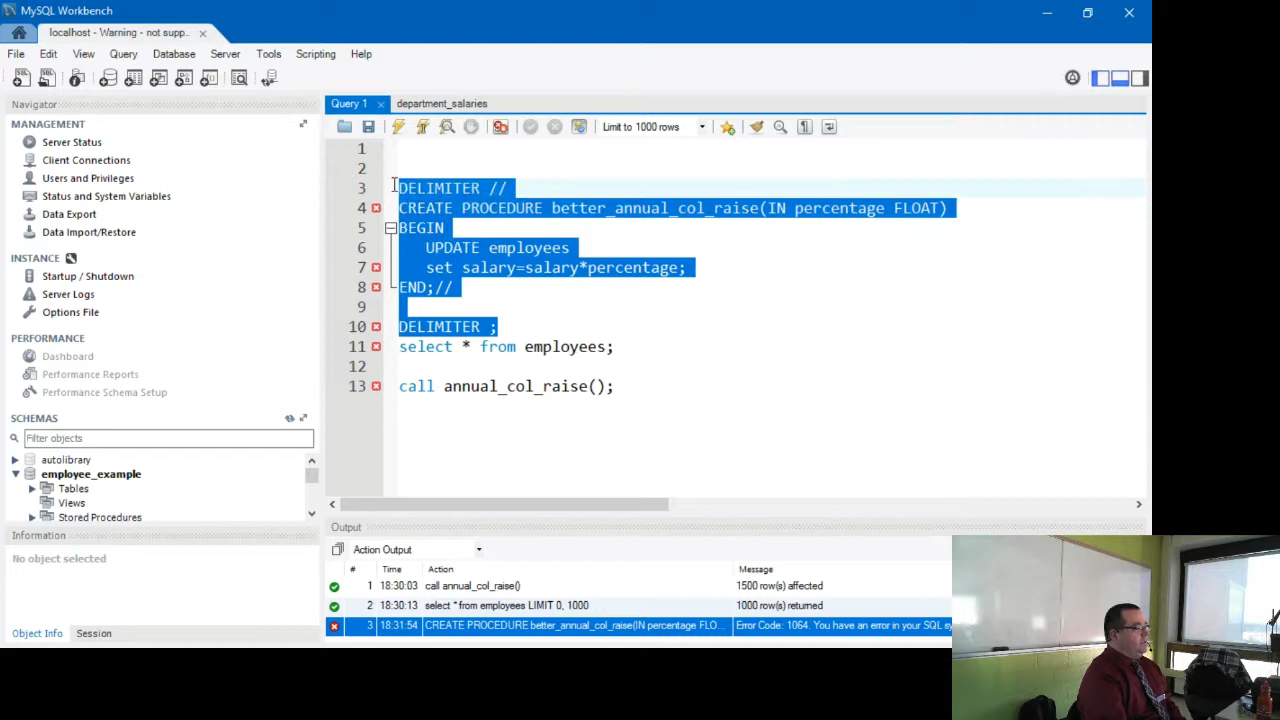 MySQL Workbench
localhost - Warning - not supp..
File Edit View Query Database Server Tools Scripting Help
Navigator
MANAGEMENT
Server Status
Client Connections
Users and Privileges
Status and System Variables
Data Export
Data Import/Restore
INSTANCE
Startup / Shutdown
Server Logs
Options File
PERFORMANCE
Dashboard
Performance Reports
Performance Schema Setup
SCHEMAS
Filter objects
autolibrary
employee_example
Tables
Views
Stored Procedures
Information
No object selected
Object Info Session
Query 1 department_salaries
Limit to 1000 rows
1
2
3 DELIMITER //
4 CREATE PROCEDURE better_annual_col_raise(IN percentage FLOAT)
5 BEGIN
6 UPDATE employees
7 set salary=salary*percentage;
8 END;//
9
10 DELIMITER ;
11 select * from employees;
12
13 call annual_col_raise();
Output
Action Output
# Time Action Message
1 18:30:03 call annual_col_raise() 1500 row(s) affected
2 18:30:13 select * from employees LIMIT 0, 1000 1000 row(s) returned
3 18:31:54 CREATE PROCEDURE better_annual_col_raise(IN percentage FLO... Error Code: 1064. You have an error in your SQL sy